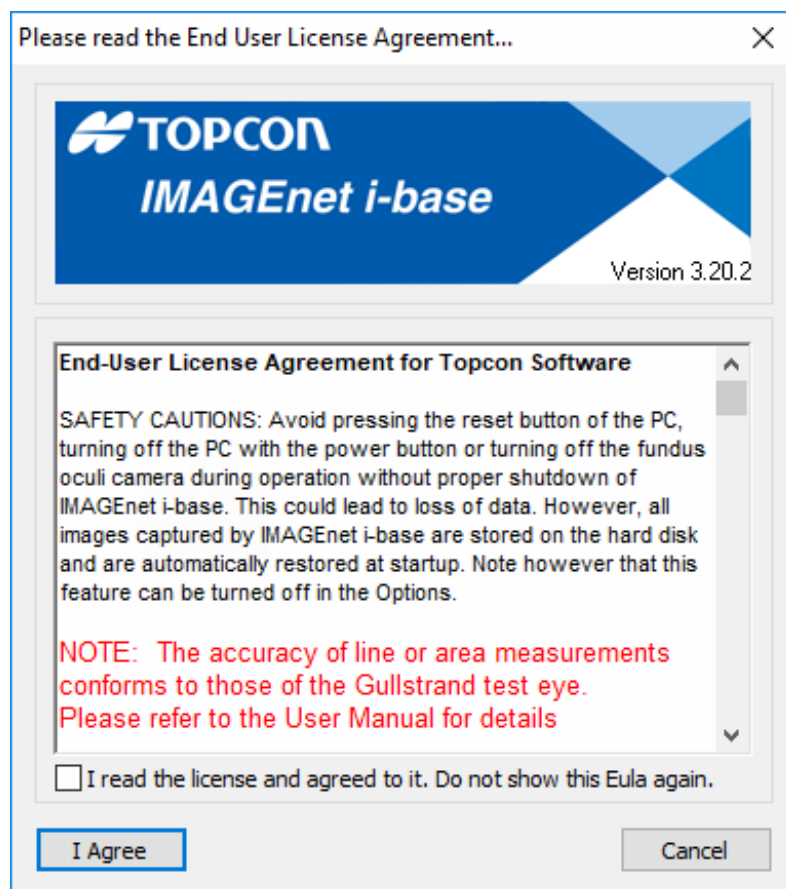 Please read the End User License Agreement...
TOPCON
IMAGEnet i-base
Version 3.20.2
End-User License Agreement for Topcon Software
SAFETY CAUTIONS: Avoid pressing the reset button of the PC,
turning off the PC with the power button or turning off the fundus
oculi camera during operation without proper shutdown of
IMAGEnet i-base. This could lead to loss of data. However, all
images captured by IMAGEnet i-base are stored on the hard disk
and are automatically restored at startup. Note however that this
feature can be turned off in the Options.
NOTE: The accuracy of line or area measurements
conforms to those of the Gullstrand test eye.
Please refer to the User Manual for details
I read the license and agreed to it. Do not show this Eula again.
I Agree
Cancel